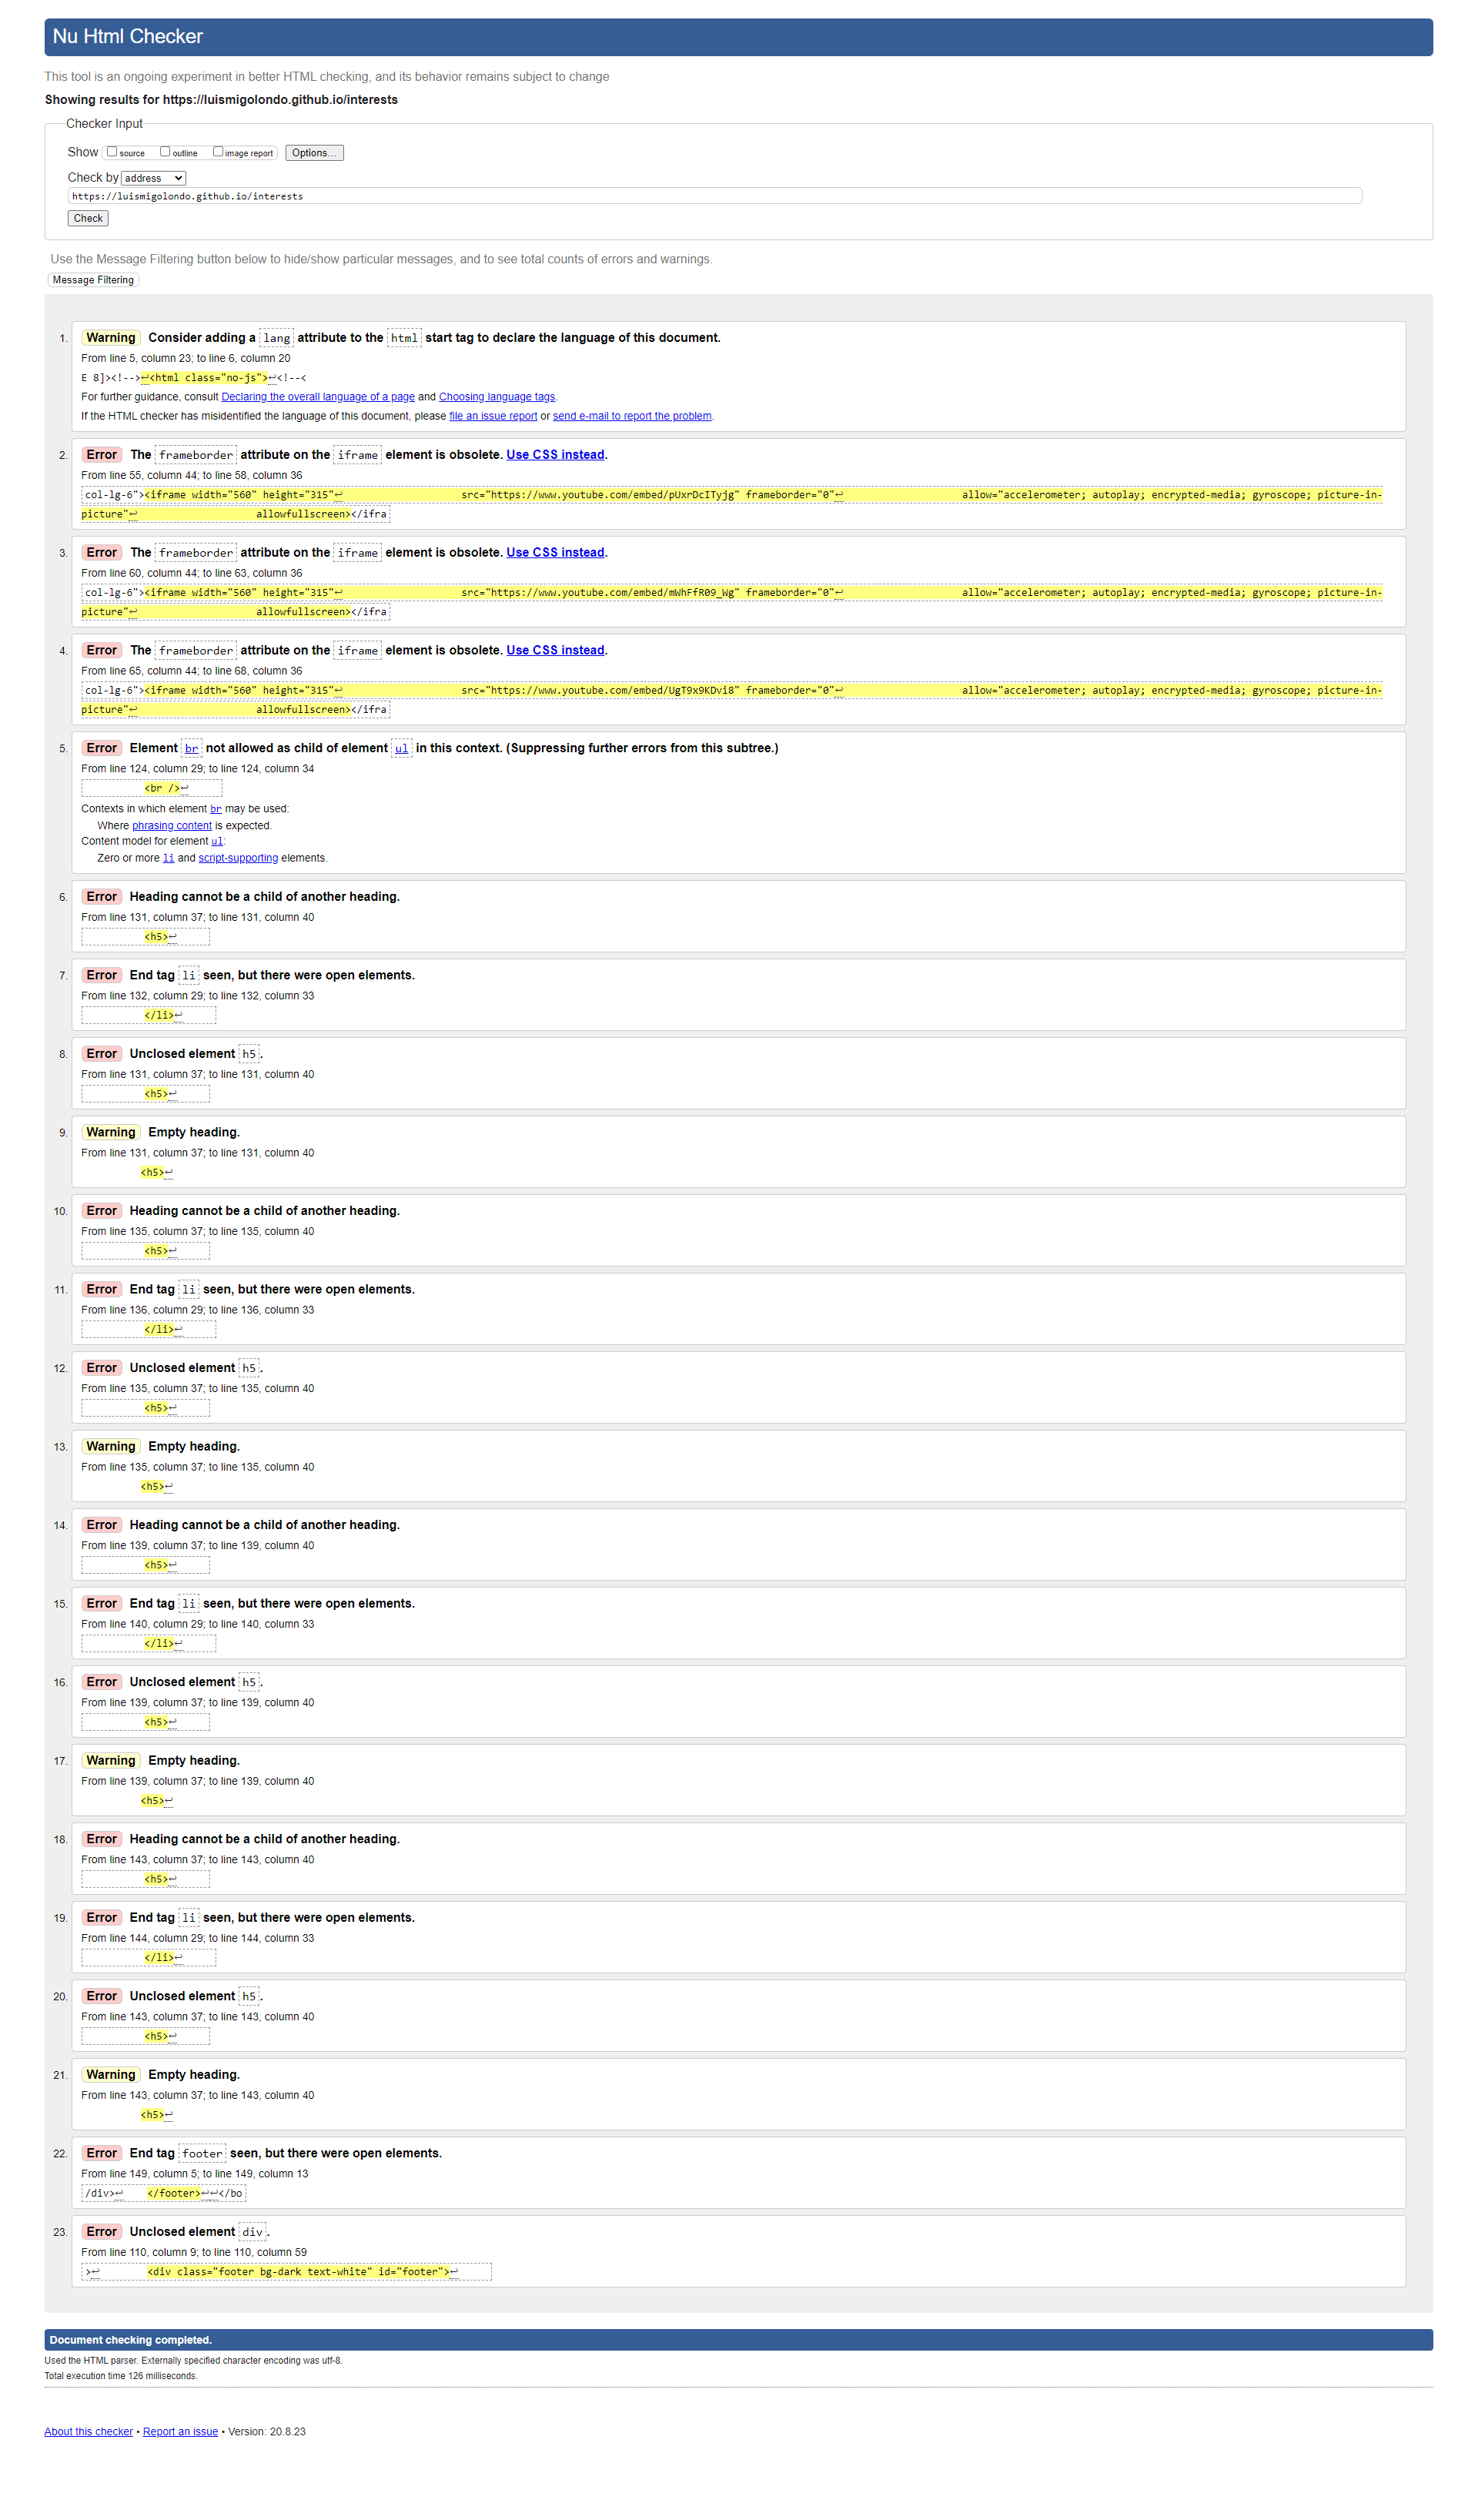 Nu Html Checker
This tool is an ongoing experiment in better HTML checking, and its behavior remains subject to change
Showing results for https://luismigolondo.github.io/interests
Checker Input
Show source outline image report Options...
Check by address
https://luismigolondo.github.io/interests
Check
Use the Message Filtering button below to hide/show particular messages, and to see total counts of errors and warnings.
Message Filtering
1. Warning Consider adding a lang attribute to the html start tag to declare the language of this document.
From line 5, column 23; to line 6, column 20
E 8]><!-->↩<html class="no-js">↩<!--<
For further guidance, consult Declaring the overall language of a page and Choosing language tags.
If the HTML checker has misidentified the language of this document, please file an issue report or send e-mail to report the problem.
2. Error The frameborder attribute on the iframe element is obsolete. Use CSS instead.
From line 55, column 44; to line 58, column 36
col-lg-6"><iframe width="560" height="315"↩ src="https://www.youtube.com/embed/pUxrDcITyjg" frameborder="0"↩ allow="accelerometer; autoplay; encrypted-media; gyroscope; picture-in-
picture"↩ allowfullscreen></ifra
3. Error The frameborder attribute on the iframe element is obsolete. Use CSS instead.
From line 60, column 44; to line 63, column 36
col-lg-6"><iframe width="560" height="315"↩ src="https://www.youtube.com/embed/mWhFfR09_Wg" frameborder="0"↩ allow="accelerometer; autoplay; encrypted-media; gyroscope; picture-in-
picture"↩ allowfullscreen></ifra
4. Error The frameborder attribute on the iframe element is obsolete. Use CSS instead.
From line 65, column 44; to line 68, column 36
col-lg-6"><iframe width="560" height="315"↩ src="https://www.youtube.com/embed/UgT9x9KDvi8" frameborder="0"↩ allow="accelerometer; autoplay; encrypted-media; gyroscope; picture-in-
picture"↩ allowfullscreen></ifra
5. Error Element br not allowed as child of element ul in this context. (Suppressing further errors from this subtree.)
From line 124, column 29; to line 124, column 34
<br />↩
Contexts in which element br may be used:
Where phrasing content is expected.
Content model for element ul:
Zero or more li and script-supporting elements.
6. Error Heading cannot be a child of another heading.
From line 131, column 37; to line 131, column 40
<h5>↩
7. Error End tag li seen, but there were open elements.
From line 132, column 29; to line 132, column 33
</li>↩
8. Error Unclosed element h5.
From line 131, column 37; to line 131, column 40
<h5>↩
9. Warning Empty heading.
From line 131, column 37; to line 131, column 40
<h5>↩
10. Error Heading cannot be a child of another heading.
From line 135, column 37; to line 135, column 40
<h5>↩
11. Error End tag li seen, but there were open elements.
From line 136, column 29; to line 136, column 33
</li>↩
12. Error Unclosed element h5.
From line 135, column 37; to line 135, column 40
<h5>↩
13. Warning Empty heading.
From line 135, column 37; to line 135, column 40
<h5>↩
14. Error Heading cannot be a child of another heading.
From line 139, column 37; to line 139, column 40
<h5>↩
15. Error End tag li seen, but there were open elements.
From line 140, column 29; to line 140, column 33
</li>↩
16. Error Unclosed element h5.
From line 139, column 37; to line 139, column 40
<h5>↩
17. Warning Empty heading.
From line 139, column 37; to line 139, column 40
<h5>↩
18. Error Heading cannot be a child of another heading.
From line 143, column 37; to line 143, column 40
<h5>↩
19. Error End tag li seen, but there were open elements.
From line 144, column 29; to line 144, column 33
</li>↩
20. Error Unclosed element h5.
From line 143, column 37; to line 143, column 40
<h5>↩
21. Warning Empty heading.
From line 143, column 37; to line 143, column 40
<h5>↩
22. Error End tag footer seen, but there were open elements.
From line 149, column 5; to line 149, column 13
/div>↩ </footer>↩↩</bo
23. Error Unclosed element div.
From line 110, column 9; to line 110, column 59
>↩ <div class="footer bg-dark text-white" id="footer">↩
Document checking completed.
Used the HTML parser. Externally specified character encoding was utf-8.
Total execution time 126 milliseconds.
About this checker • Report an issue • Version: 20.8.23